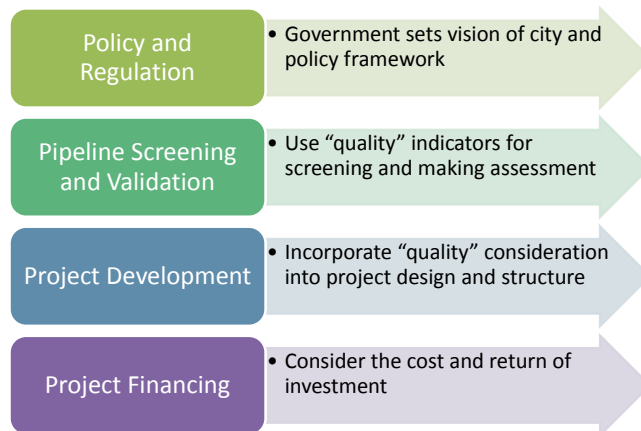 Policy and
Regulation
• Government sets vision of city and
policy framework
Pipeline Screening
and Validation
• Use “quality” indicators for
screening and making assessment
Project Development
• Incorporate “quality” consideration
into project design and structure
Project Financing
• Consider the cost and return of
investment